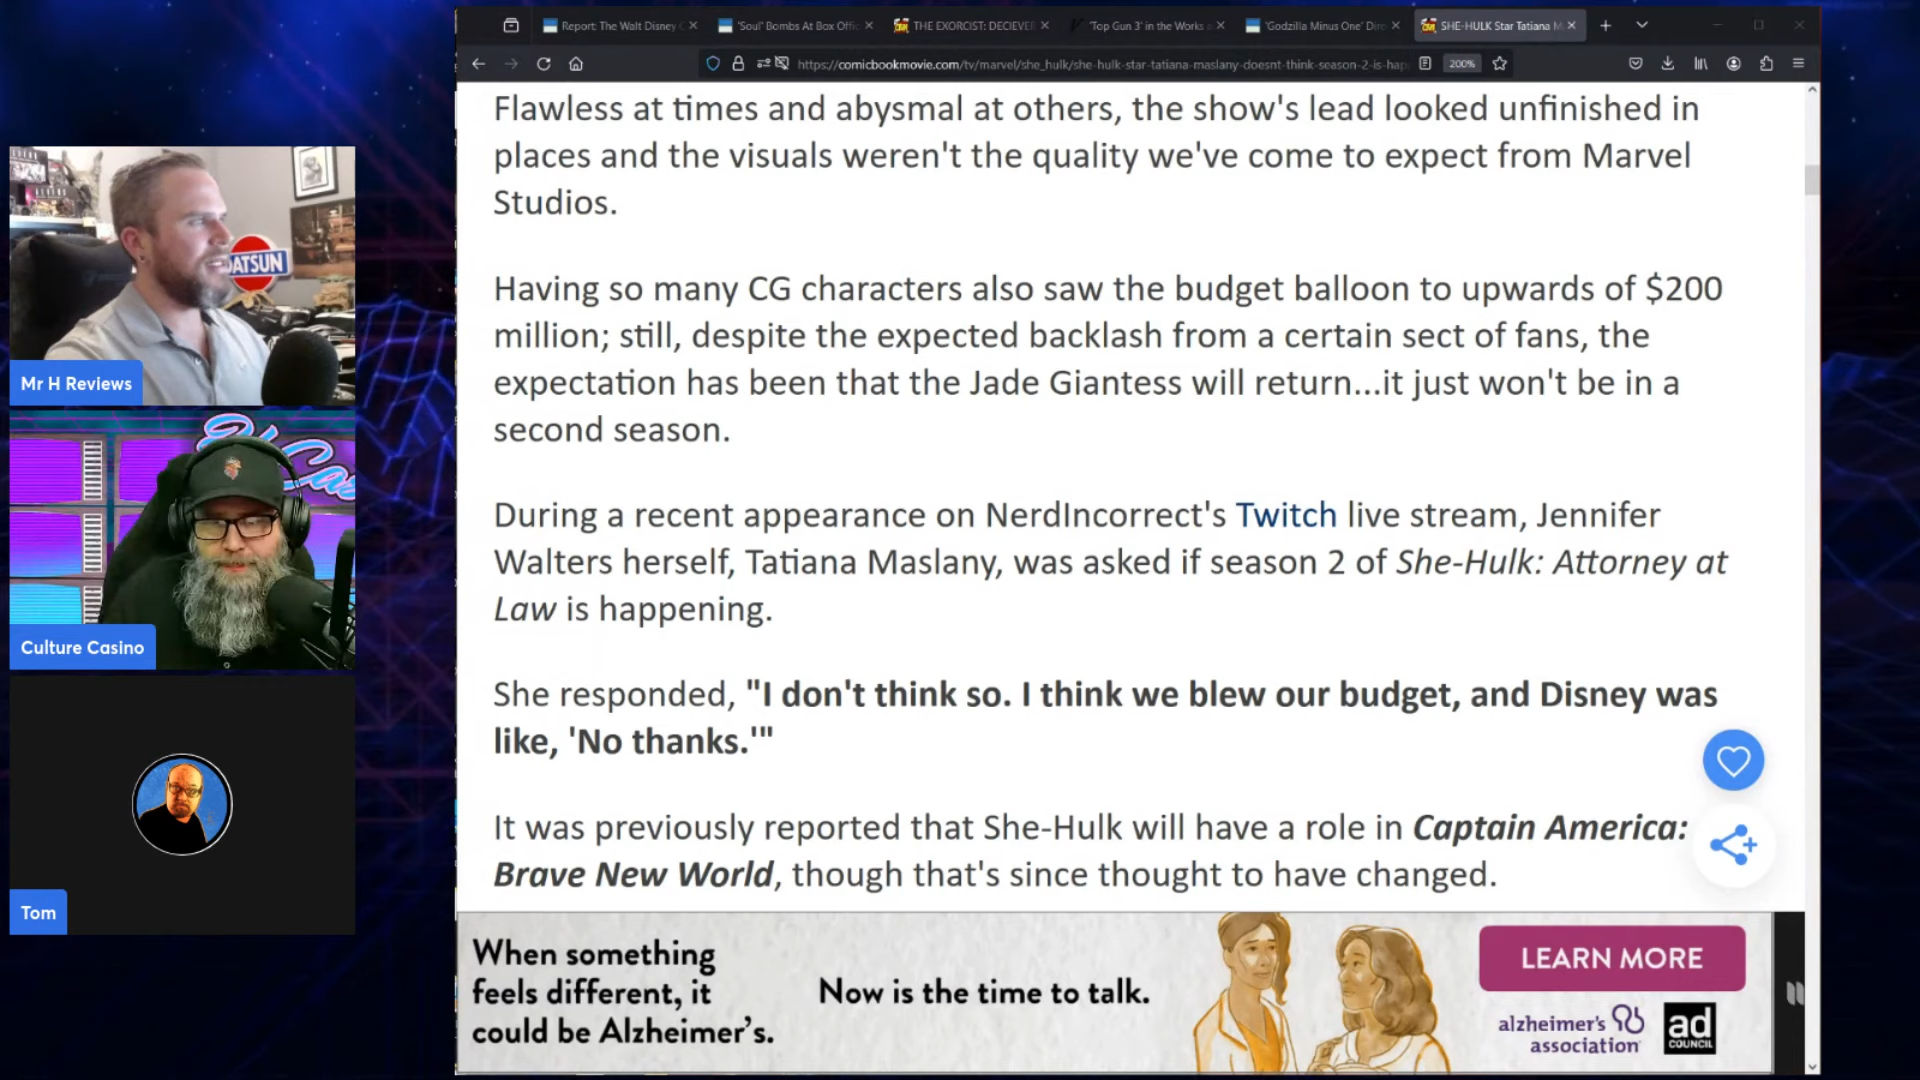 Report: The Walt Disney C
'Soul' Bombs At Box Offic
THE EXORCIST: DECIEVER
'Top Gun 3' in the Works a
'Godzilla Minus One' Direc
SHE-HULK Star Tatiana M
https://comicbookmovie.com/tv/marvel/she_hulk/she-hulk-star-tatiana-maslany-doesnt-think-season-2-is-hap
200%
Flawless at times and abysmal at others, the show's lead looked unfinished in
places and the visuals weren't the quality we've come to expect from Marvel
Studios.
Having so many CG characters also saw the budget balloon to upwards of $200
million; still, despite the expected backlash from a certain sect of fans, the
expectation has been that the Jade Giantess will return...it just won't be in a
second season.
During a recent appearance on NerdIncorrect's Twitch live stream, Jennifer
Walters herself, Tatiana Maslany, was asked if season 2 of She-Hulk: Attorney at
Law is happening.
She responded, "I don't think so. I think we blew our budget, and Disney was
like, 'No thanks.'"
It was previously reported that She-Hulk will have a role in Captain America:
Brave New World, though that's since thought to have changed.
When something
feels different, it
could be Alzheimer's.
Now is the time to talk.
LEARN MORE
alzheimer's
association
ad
COUNCIL
DATSUN
Mr H Reviews
Culture Casino
Tom